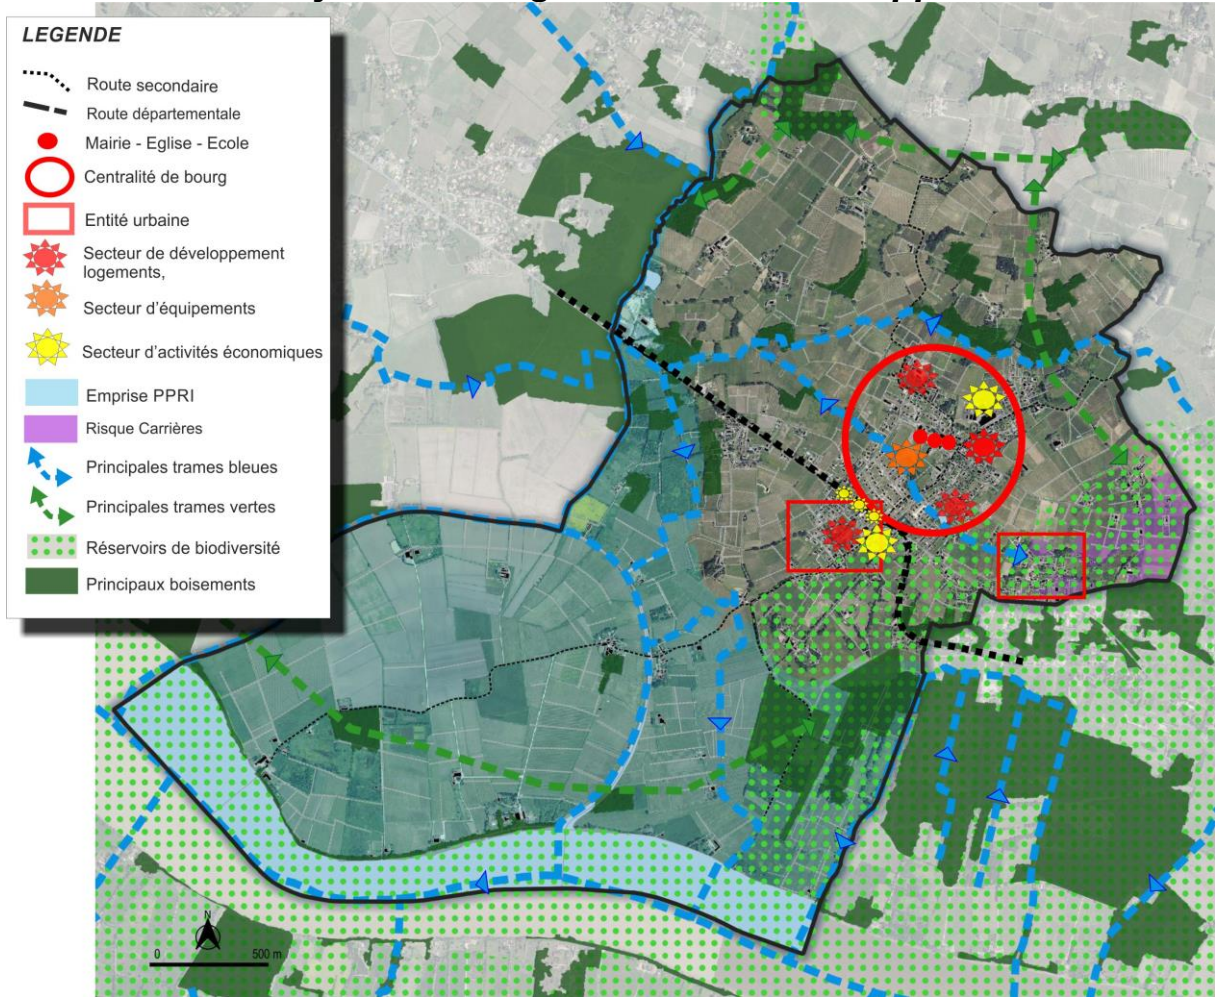 LEGENDE
Route secondaire
Route départementale
Mairie - Eglise - Ecole
Centralité de bourg
Entité urbaine
Secteur de développement
logements,
Secteur d'équipements
Secteur d'activités économiques
Emprise PPRI
Risque Carrières
Principales trames bleues
Principales trames vertes
Réservoirs de biodiversité
Principaux boisements
N
0 500 m